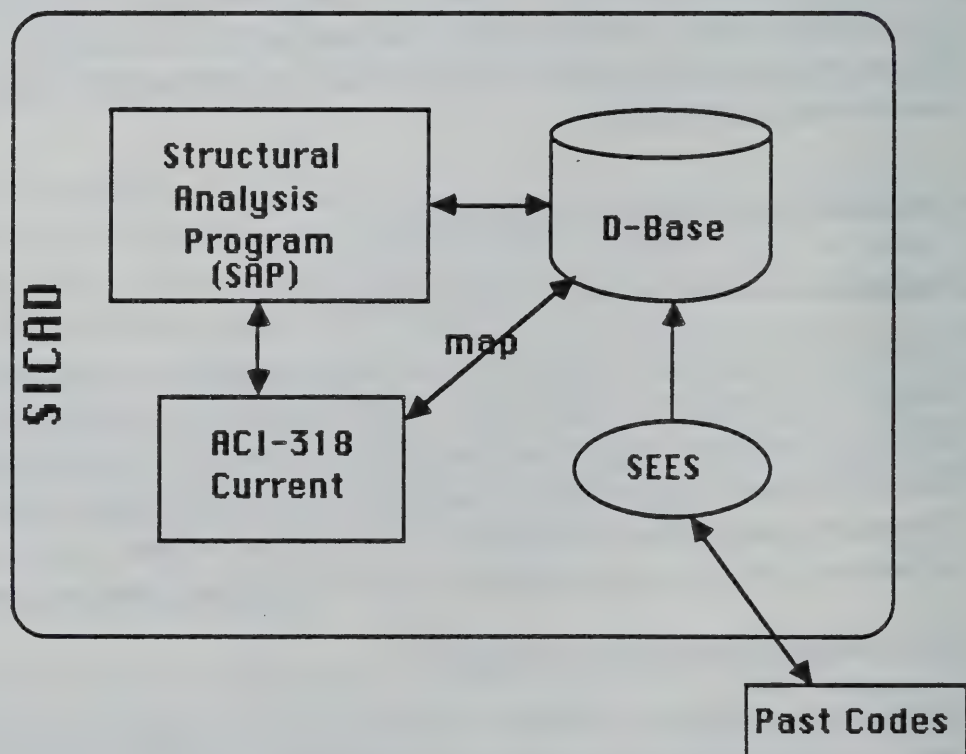 SICAD
Structural
Analysis
Program
(SAP)
D-Base
map
ACI-318
Current
SEES
Past Codes